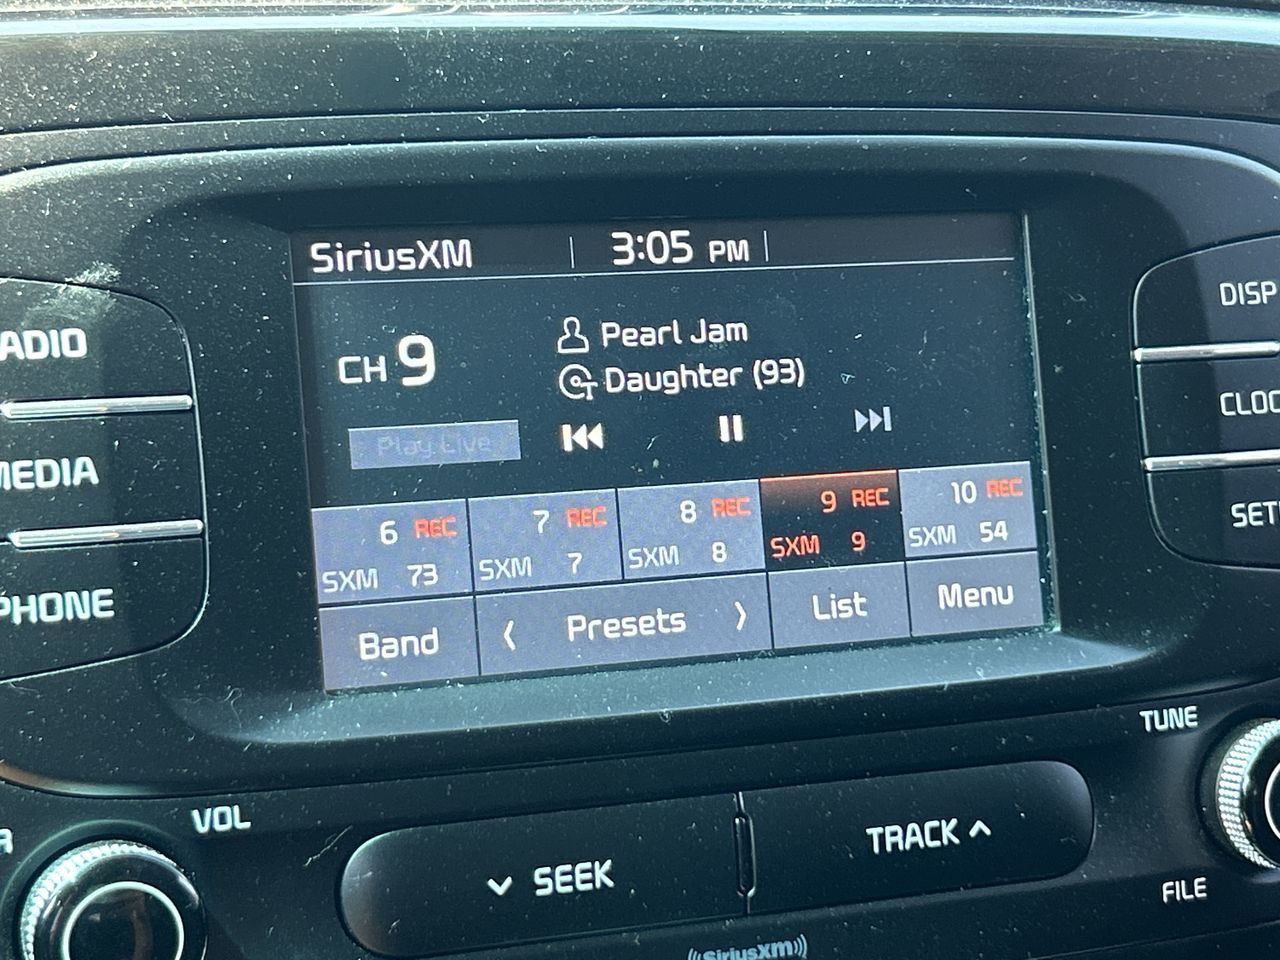 SiriusXM 3:05 PM
CH 9
Pearl Jam
Daughter (93)
Play Live
6 REC
SXM 73
7 REC
SXM 7
8 REC
SXM 8
9 REC
SXM 9
10 REC
SXM 54
Band
Presets
List
Menu
ADIO
MEDIA
PHONE
DISP
CLOC
SET
VOL
SEEK
TRACK
TUNE
FILE
SiriusXM